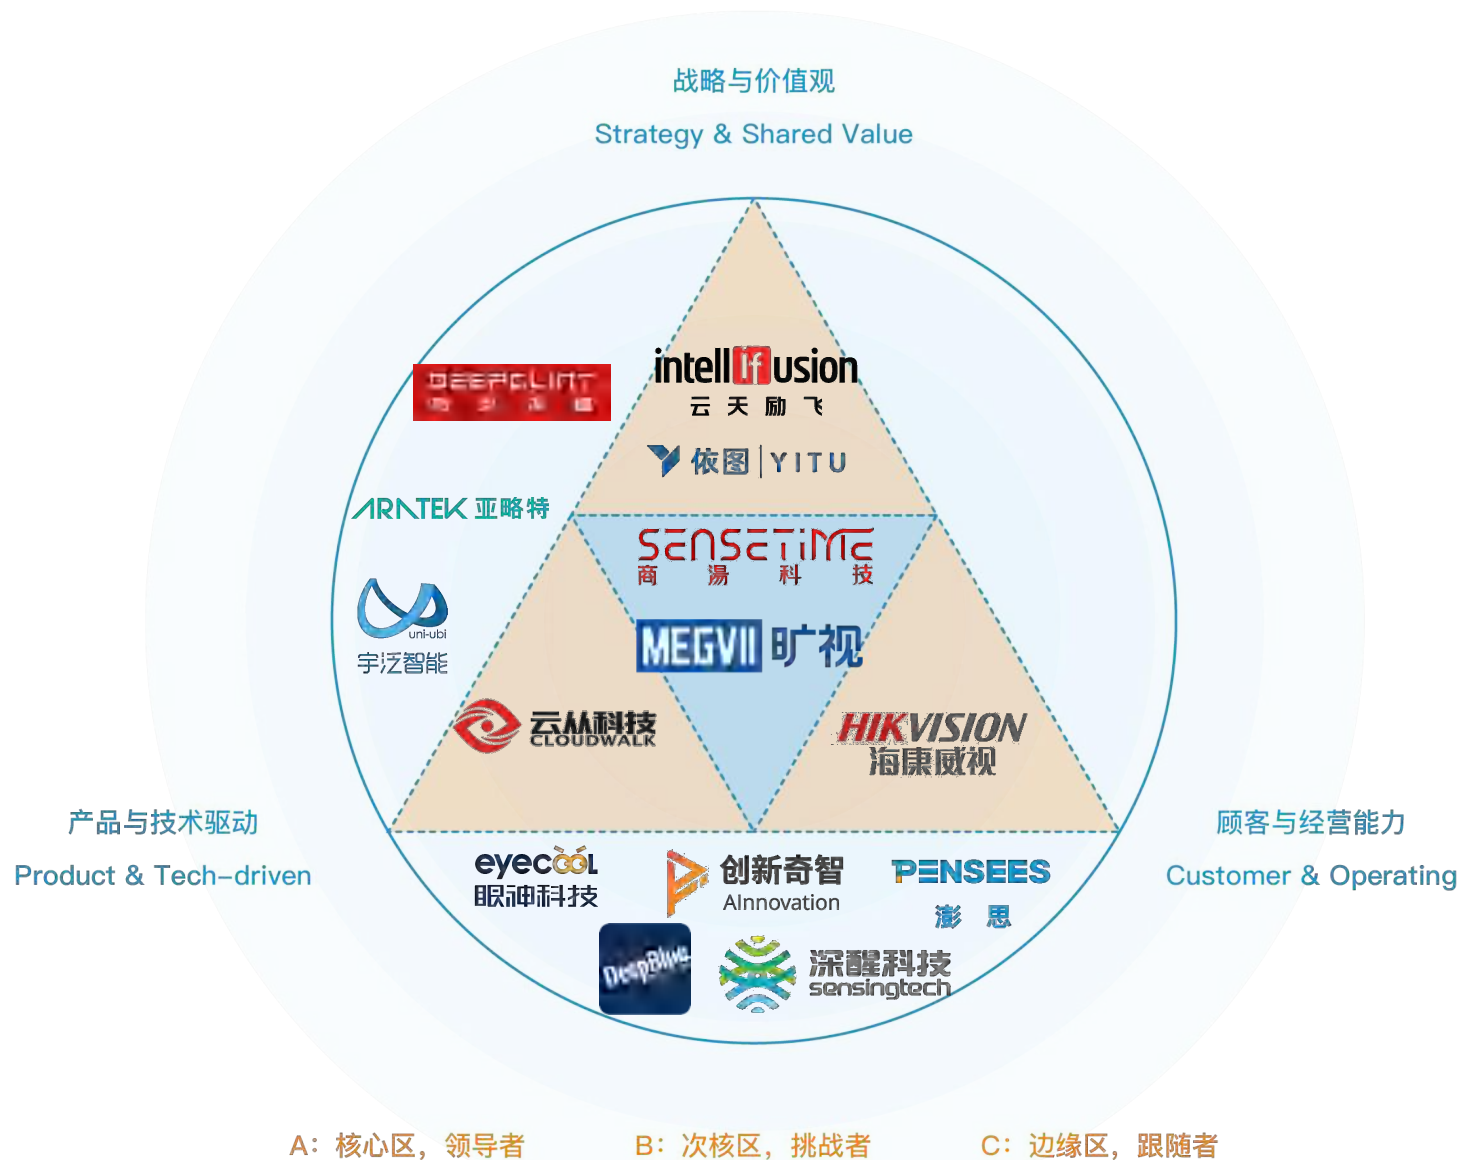 战略与价值观
Strategy & Shared Value
intellIfusion
云天励飞
DEEPGLINT
依图 | YITU
ARATEK 亚略特
SENSETIME
商湯科技
uni-ubi
宇泛智能
MEGVII 旷视
云从科技
CLOUDWALK
HIKVISION
海康威视
产品与技术驱动
Product & Tech-driven
顾客与经营能力
Customer & Operating
eyecOOL
眼神科技
创新奇智
AInnovation
PENSEES
澎思
DeepBlue
深醒科技
sensingtech
A：核心区，领导者
B：次核区，挑战者
C：边缘区，跟随者